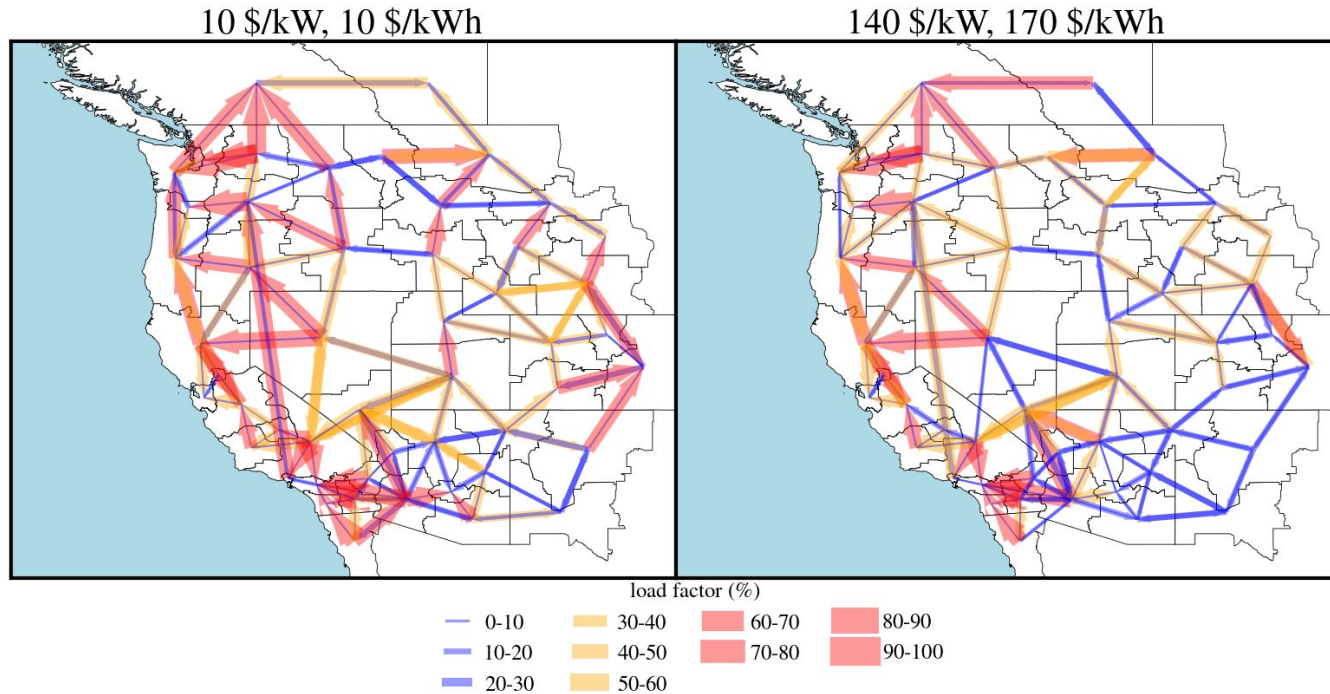 10 $/kW, 10 $/kWh
140 $/kW, 170 $/kWh
load factor (%)
0-10 30-40 60-70 80-90
10-20 40-50 70-80 90-100
20-30 50-60